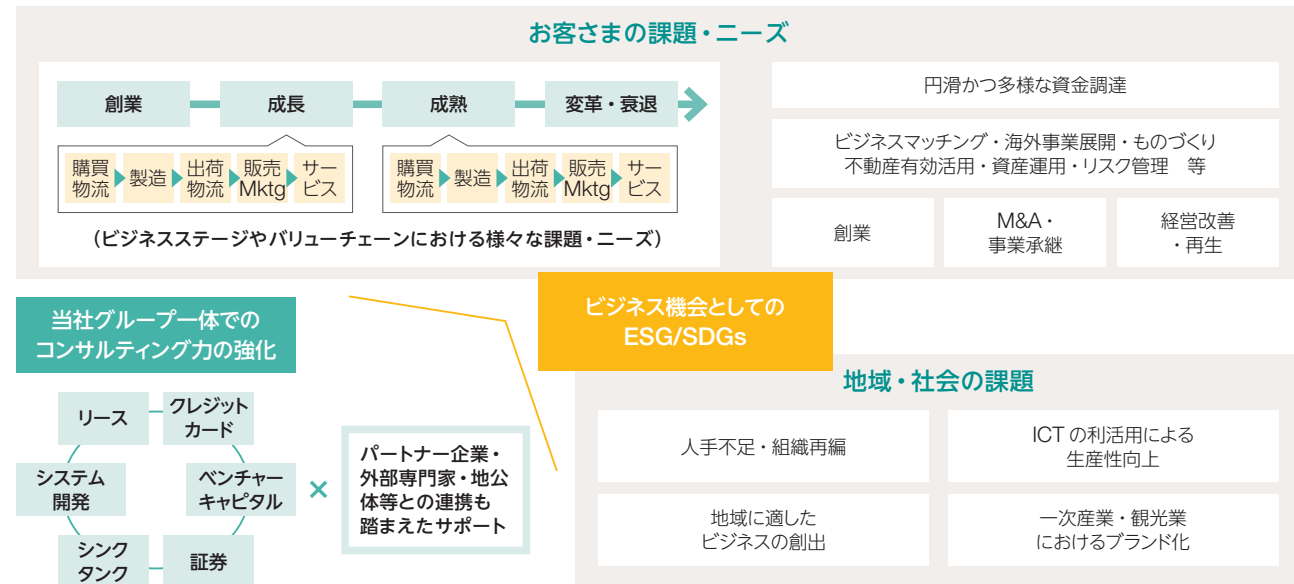 お客さまの課題・ニーズ
創業
成長
成熟
変革・衰退
購買
物流
製造
出荷
物流
販売
Mktg
サー
ビス
購買
物流
製造
出荷
物流
販売
Mktg
サー
ビス
（ビジネスステージやバリューチェーンにおける様々な課題・ニーズ）
円滑かつ多様な資金調達
ビジネスマッチング・海外事業展開・ものづくり
不動産有効活用・資産運用・リスク管理　等
創業
M&A・
事業承継
経営改善
・再生
当社グループ一体での
コンサルティング力の強化
ビジネス機会としての
ESG/SDGs
リース
クレジット
カード
システム
開発
ベンチャー
キャピタル
シンク
タンク
証券
×
パートナー企業・
外部専門家・地公
体等との連携も
踏まえたサポート
地域・社会の課題
人手不足・組織再編
ICT の利活用による
生産性向上
地域に適した
ビジネスの創出
一次産業・観光業
におけるブランド化